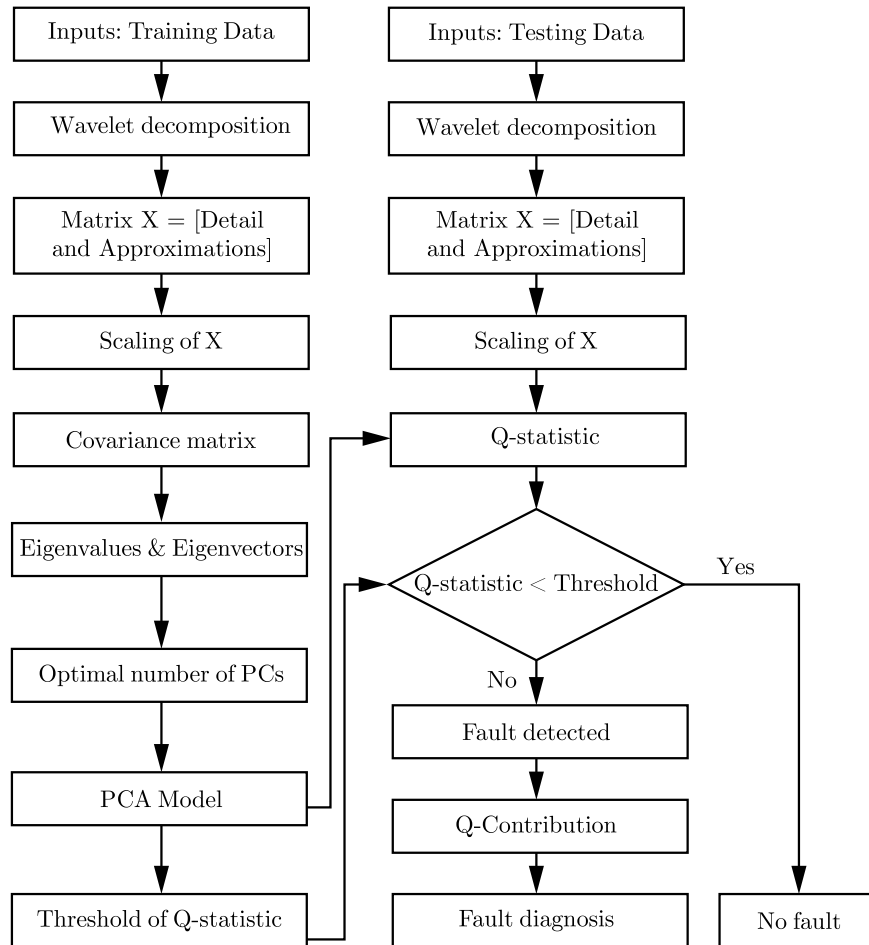 Inputs: Training Data
Wavelet decomposition
Matrix X = [Detail
and Approximations]
Scaling of X
Covariance matrix
Eigenvalues & Eigenvectors
Optimal number of PCs
PCA Model
Threshold of Q-statistic
Inputs: Testing Data
Wavelet decomposition
Matrix X = [Detail
and Approximations]
Scaling of X
Q-statistic
Q-statistic < Threshold
Yes
No
Fault detected
Q-Contribution
Fault diagnosis
No fault